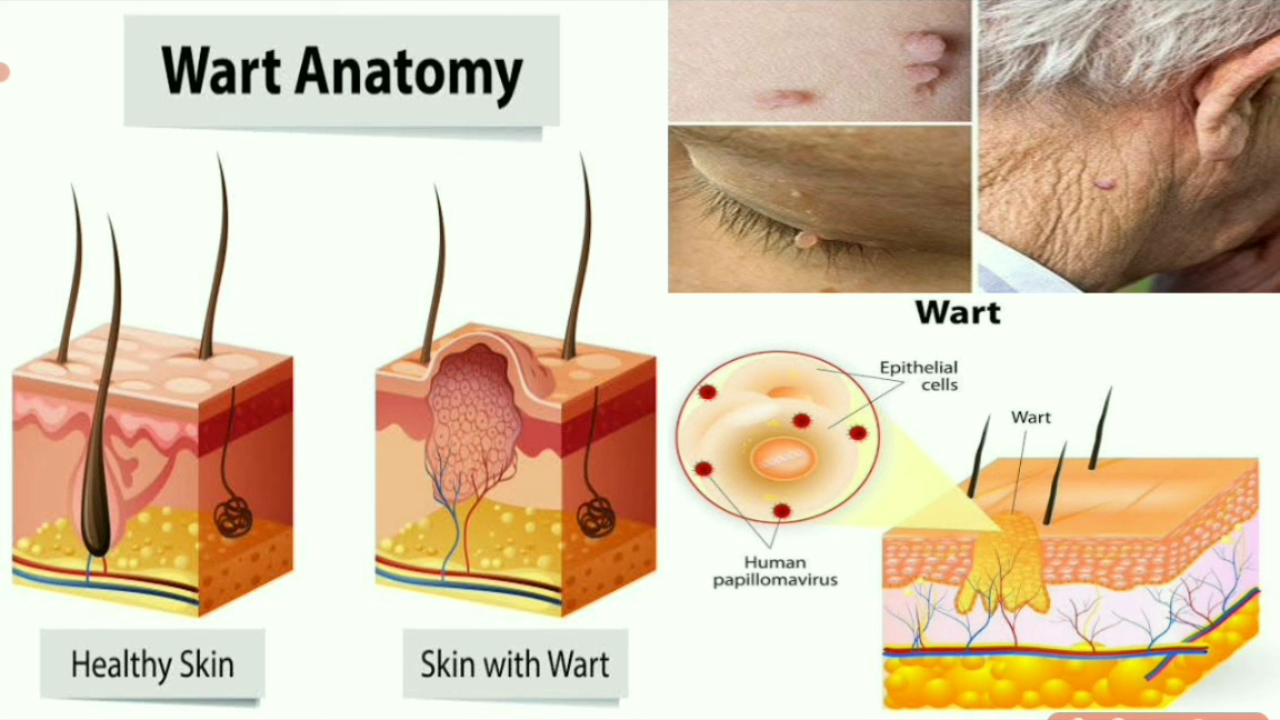 Wart Anatomy
Healthy Skin
Skin with Wart
Wart
Epithelial
cells
Wart
Human
papillomavirus